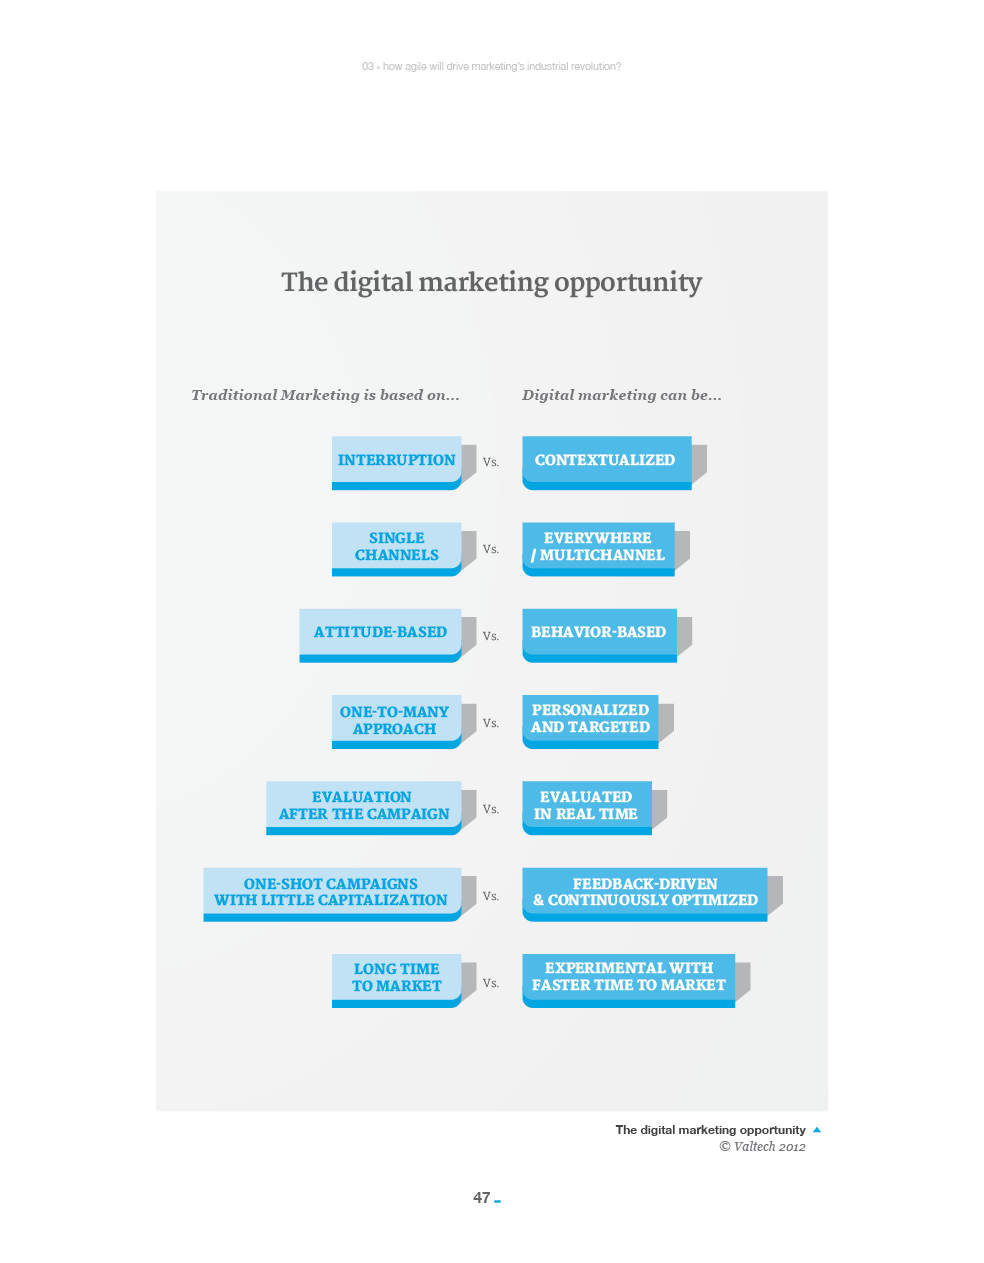 03 • how agile will drive marketing's industrial revolution?
The digital marketing opportunity
Traditional Marketing is based on...
Digital marketing can be...
INTERRUPTION
Vs.
CONTEXTUALIZED
SINGLE
CHANNELS
Vs.
EVERYWHERE
/ MULTICHANNEL
ATTITUDE-BASED
Vs.
BEHAVIOR-BASED
ONE-TO-MANY
APPROACH
Vs.
PERSONALIZED
AND TARGETED
EVALUATION
AFTER THE CAMPAIGN
Vs.
EVALUATED
IN REAL TIME
ONE-SHOT CAMPAIGNS
WITH LITTLE CAPITALIZATION
Vs.
FEEDBACK-DRIVEN
& CONTINUOUSLY OPTIMIZED
LONG TIME
TO MARKET
Vs.
EXPERIMENTAL WITH
FASTER TIME TO MARKET
The digital marketing opportunity
© Valtech 2012
47